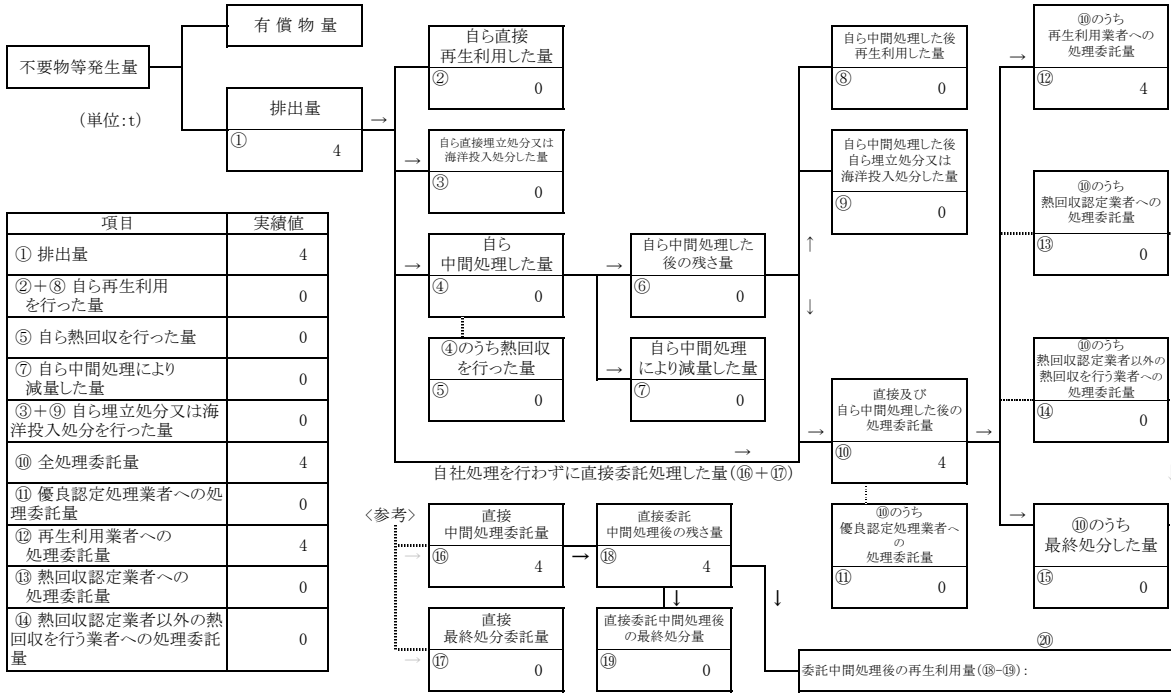 有 償 物 量
不要物等発生量
(単位:t)
排出量
①
4
→
自ら直接
再生利用した量
②
0
→
自ら直接埋立処分又は
海洋投入処分した量
③
0
→
自ら
中間処理した量
④
0
④のうち熱回収
を行った量
⑤
0
→
自ら中間処理した
後の残さ量
⑥
0
→
自ら中間処理
により減量した量
⑦
0
自ら中間処理した後
再生利用した量
⑧
0
自ら中間処理した後
自ら埋立処分又は
海洋投入処分した量
⑨
0
↑
↓
→
自社処理を行わずに直接委託処理した量(⑯+⑰)
→
直接及び
自ら中間処理した後の
処理委託量
⑩
4
⑩のうち
優良認定処理業者へ
の
処理委託量
⑪
0
→
→
⑩のうち
再生利用業者への
処理委託量
⑫
4
⑩のうち
熱回収認定業者への
処理委託量
⑬
0
⑩のうち
熱回収認定業者以外の
熱回収を行う業者への
処理委託量
⑭
0
→
⑩のうち
最終処分した量
⑮
0
項目 実績値
① 排出量 4
②+⑧ 自ら再生利用
を行った量 0
⑤ 自ら熱回収を行った量 0
⑦ 自ら中間処理により
減量した量 0
③+⑨ 自ら埋立処分又は海
洋投入処分を行った量 0
⑩ 全処理委託量 4
⑪ 優良認定処理業者への処
理委託量 0
⑫ 再生利用業者への
処理委託量 4
⑬ 熱回収認定業者への
処理委託量 0
⑭ 熱回収認定業者以外の熱
回収を行う業者への処理委託
量 0
〈参考〉
→
直接
中間処理委託量
⑯
4
→
直接委託
中間処理後の残さ量
⑱
4
↓
↓
→
直接
最終処分委託量
⑰
0
直接委託中間処理後
の最終処分量
⑲
0
⑳
委託中間処理後の再生利用量(⑱-⑲):